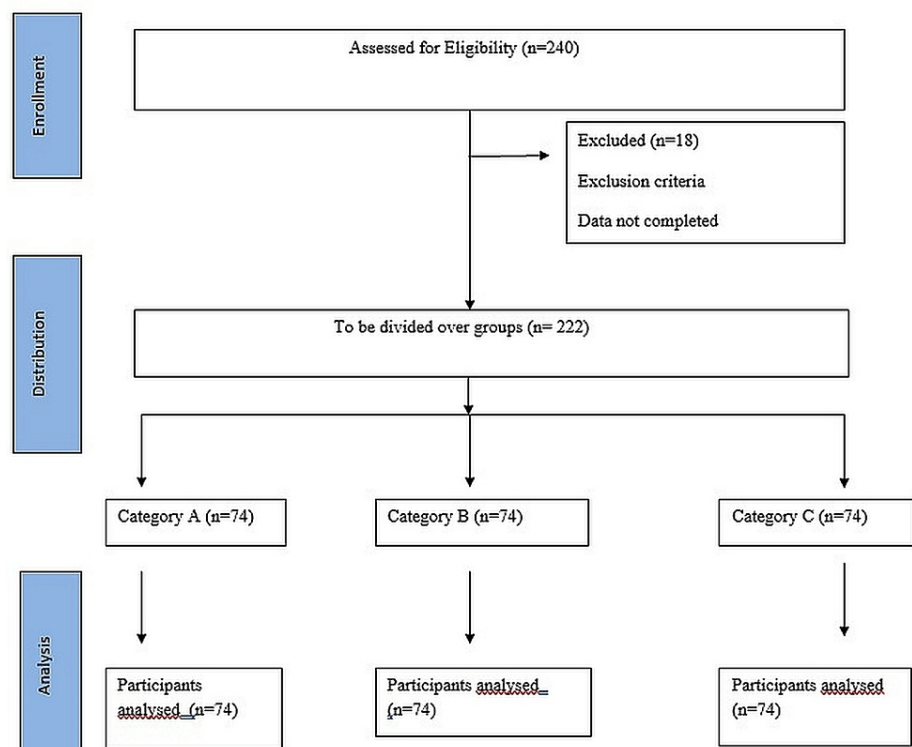 Enrollment
Assessed for Eligibility (n=240)
Excluded (n=18)
Exclusion criteria
Data not completed
Distribution
To be divided over groups (n= 222)
Category A (n=74)
Category B (n=74)
Category C (n=74)
Analysis
Participants
analysed (n=74)
Participants analysed
(n=74)
Participants analysed
(n=74)